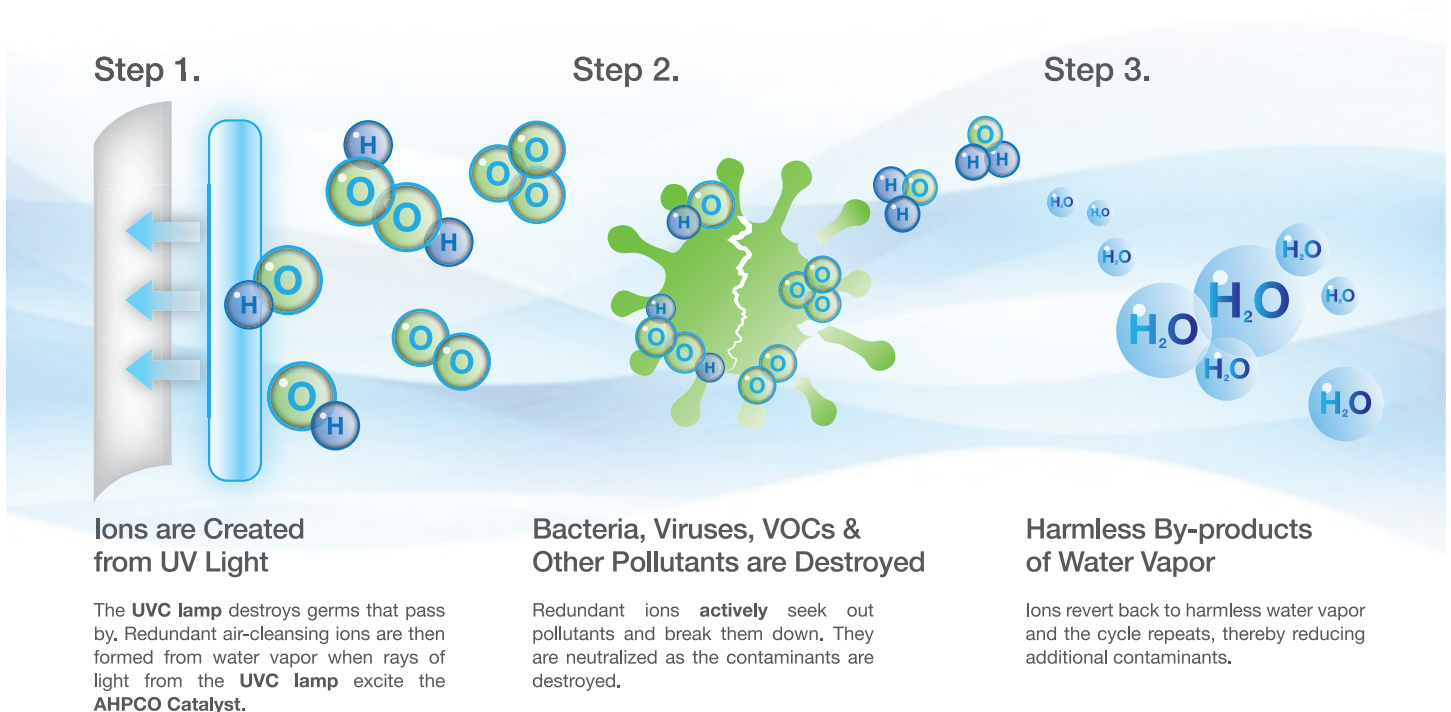 Step 1.
Step 2.
Step 3.
H
O
O
H
O
O
O
H
O
O
O
O
H
H
O
O
O
O
H
O
O
H
O
O
H
O
H
O
H
H
H₂O
H₂O
H₂O
H₂O
H₂O
H₂O
H₂O
H₂O
H₂O
Ions are Created
from UV Light
The UVC lamp destroys germs that pass
by. Redundant air-cleansing ions are then
formed from water vapor when rays of
light from the UVC lamp excite the
AHPCO Catalyst.
Bacteria, Viruses, VOCs &
Other Pollutants are Destroyed
Redundant ions actively seek out
pollutants and break them down. They
are neutralized as the contaminants are
destroyed.
Harmless By-products
of Water Vapor
Ions revert back to harmless water vapor
and the cycle repeats, thereby reducing
additional contaminants.